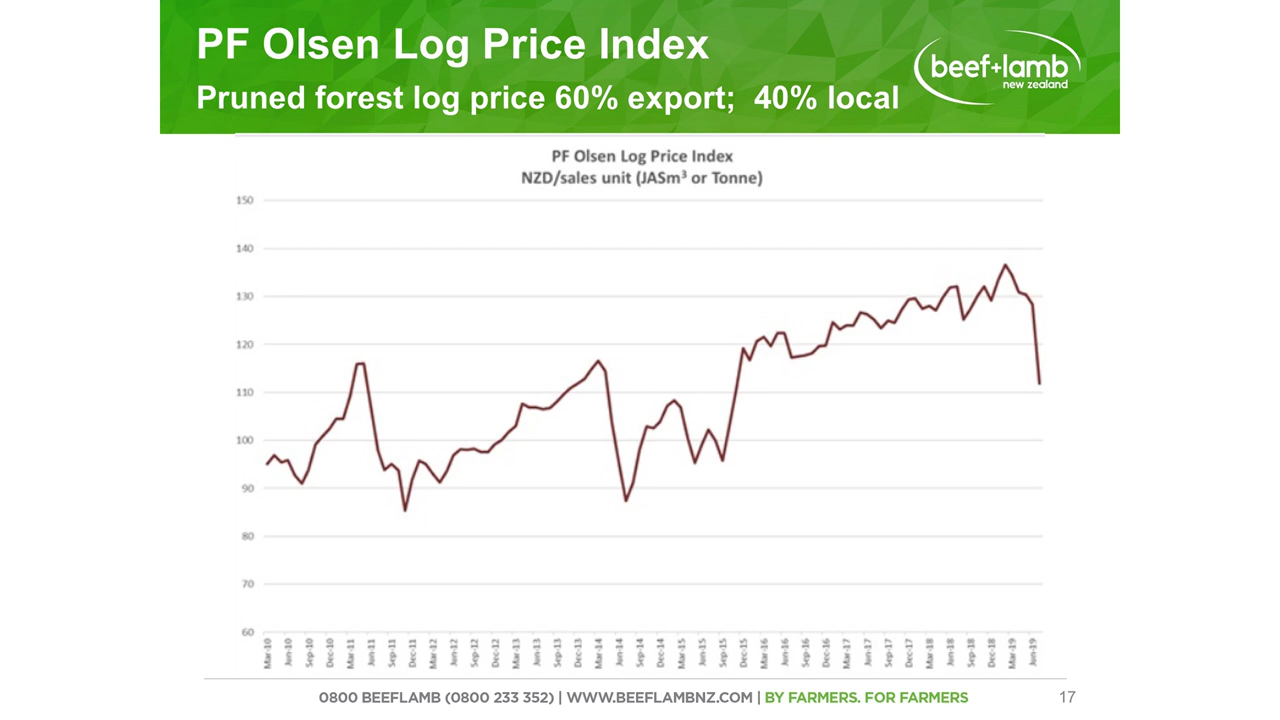 PF Olsen Log Price Index
Pruned forest log price 60% export;  40% local
beef+lamb
new zealand
PF Olsen Log Price Index
NZD/sales unit (JASm³ or Tonne)
150
140
130
120
110
100
90
80
70
60
Mar-10
Jun-10
Sep-10
Dec-10
Mar-11
Jun-11
Sep-11
Dec-11
Mar-12
Jun-12
Sep-12
Dec-12
Mar-13
Jun-13
Sep-13
Dec-13
Mar-14
Jun-14
Sep-14
Dec-14
Mar-15
Jun-15
Sep-15
Dec-15
Mar-16
Jun-16
Sep-16
Dec-16
Mar-17
Jun-17
Sep-17
Dec-17
Mar-18
Jun-18
Sep-18
Dec-18
Mar-19
Jun-19
0800 BEEFLAMB (0800 233 352) | WWW.BEEFLAMBNZ.COM | BY FARMERS. FOR FARMERS
17